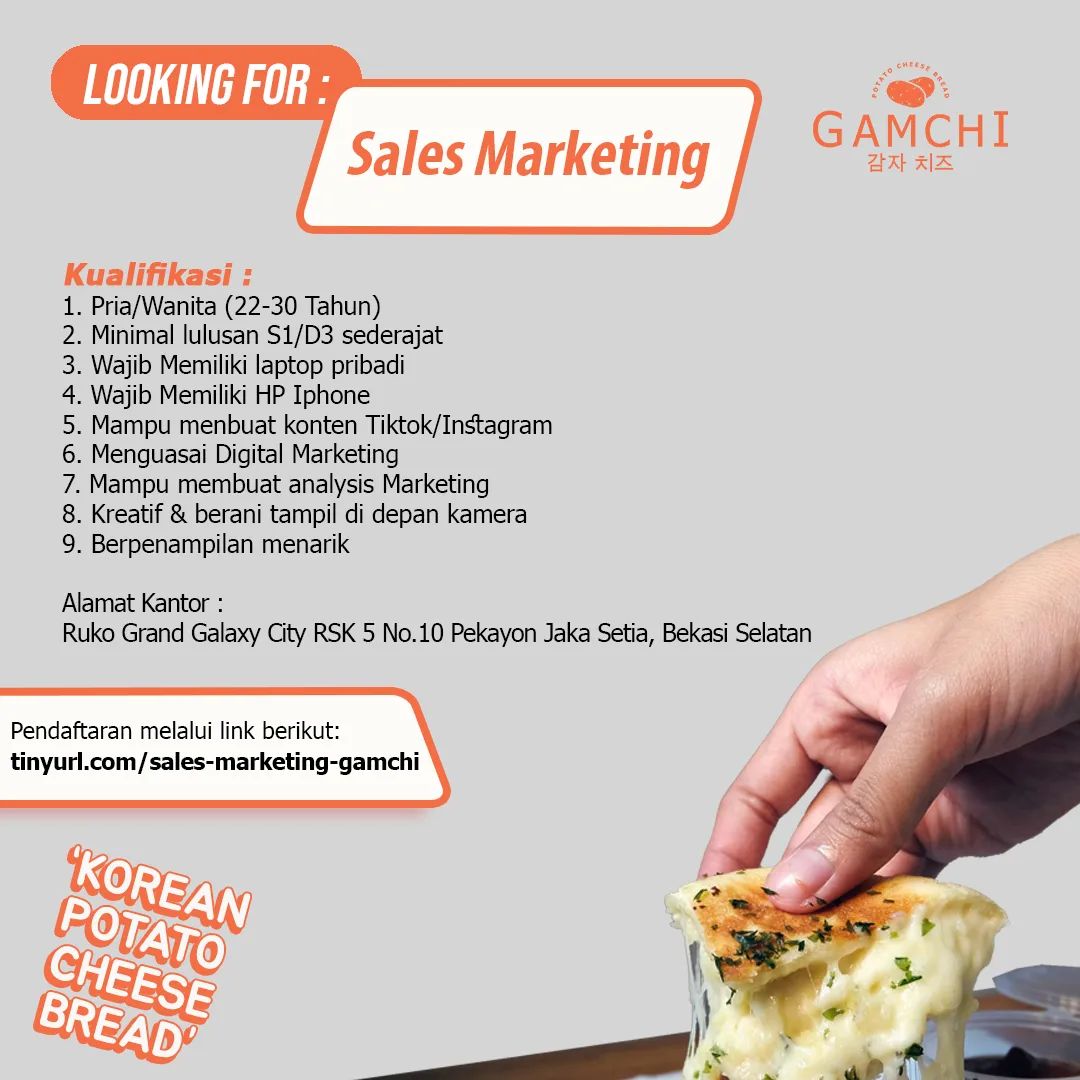 LOOKING FOR :
Sales Marketing
POTATO CHEESE BREAD
GAMCHI
감자 치즈
Kualifikasi :
1. Pria/Wanita (22-30 Tahun)
2. Minimal lulusan S1/D3 sederajat
3. Wajib Memiliki laptop pribadi
4. Wajib Memiliki HP Iphone
5. Mampu menbuat konten Tiktok/Instagram
6. Menguasai Digital Marketing
7. Mampu membuat analysis Marketing
8. Kreatif & berani tampil di depan kamera
9. Berpenampilan menarik
Alamat Kantor :
Ruko Grand Galaxy City RSK 5 No.10 Pekayon Jaka Setia, Bekasi Selatan
Pendaftaran melalui link berikut:
tinyurl.com/sales-marketing-gamchi
'KOREAN
POTATO
CHEESE
BREAD'